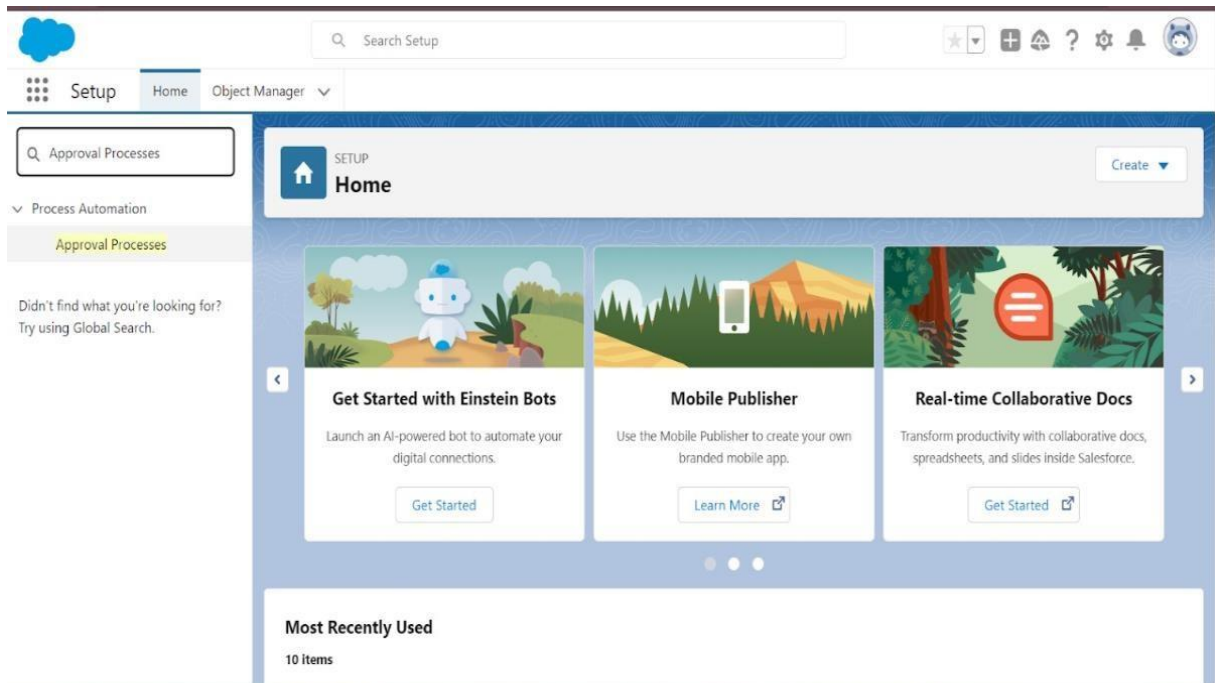 Search Setup
Setup
Home
Object Manager
Approval Processes
Process Automation
Approval Processes
Didn't find what you're looking for?
Try using Global Search.
SETUP
Home
Create
Get Started with Einstein Bots
Launch an AI-powered bot to automate your
digital connections.
Get Started
Mobile Publisher
Use the Mobile Publisher to create your own
branded mobile app.
Learn More
Real-time Collaborative Docs
Transform productivity with collaborative docs,
spreadsheets, and slides inside Salesforce.
Get Started
Most Recently Used
10 items